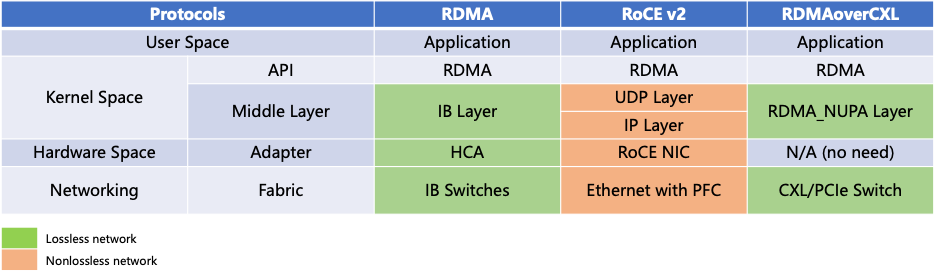 Protocols RDMA RoCE v2 RDMAoverCXL
User Space Application Application Application
API RDMA RDMA RDMA
Kernel Space
Middle Layer IB Layer UDP Layer RDMA_NUPA Layer
IP Layer
Hardware Space Adapter HCA RoCE NIC N/A (no need)
Networking Fabric IB Switches Ethernet with PFC CXL/PCIe Switch
Lossless network
Nonlossless network